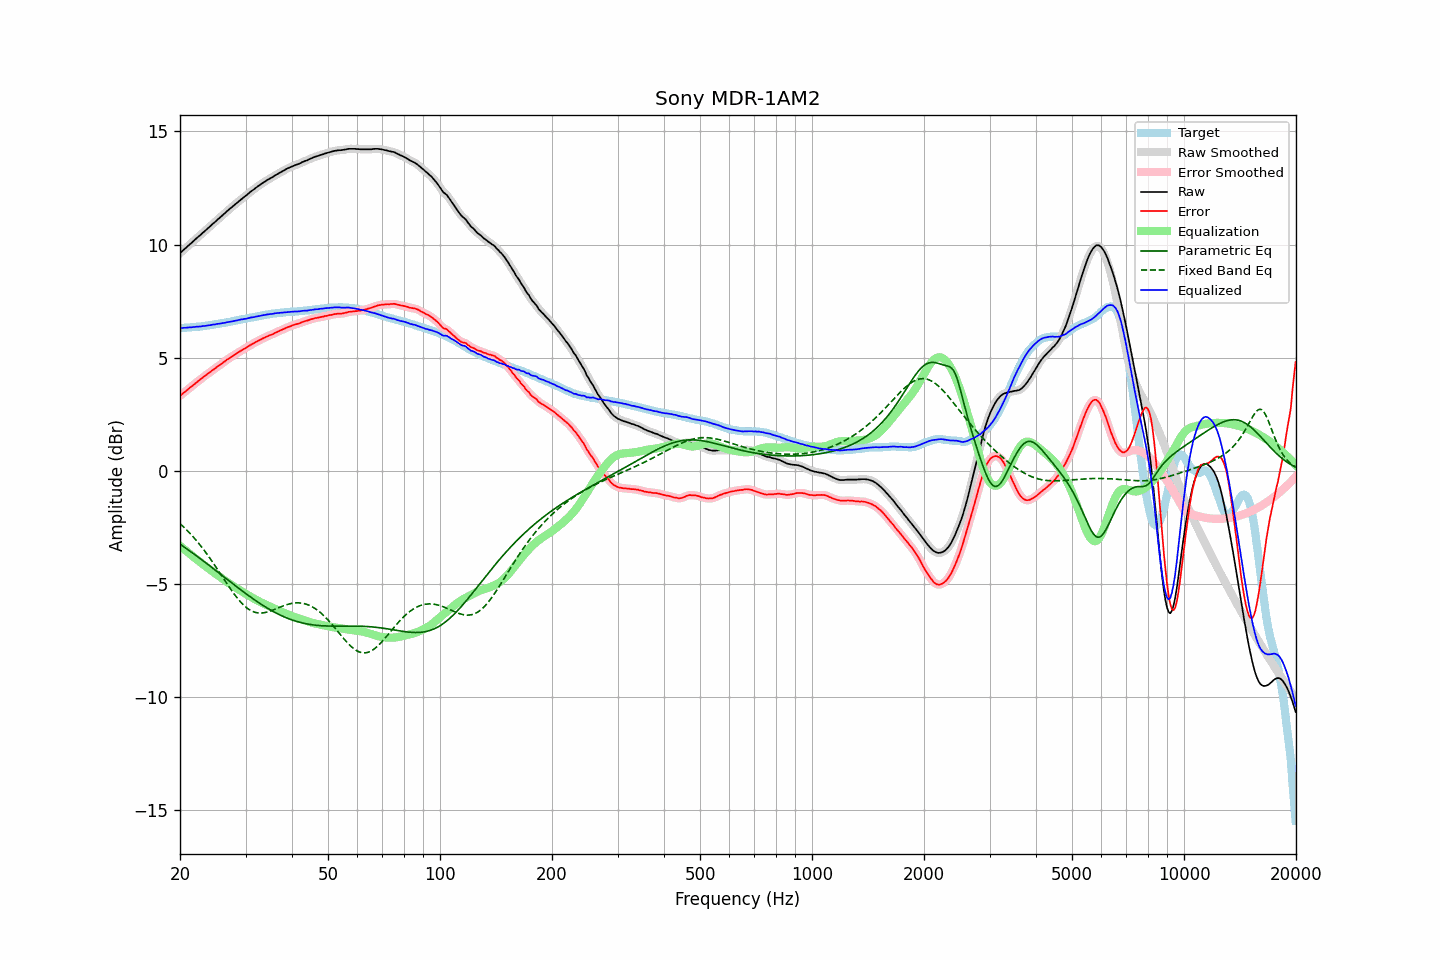 Sony MDR-1AM2
Amplitude (dBr)
15
10
5
0
−5
−10
−15
Target
Raw Smoothed
Error Smoothed
Raw
Error
Equalization
Parametric Eq
Fixed Band Eq
Equalized
20 50 100 200 500 1000 2000 5000 10000 20000
Frequency (Hz)